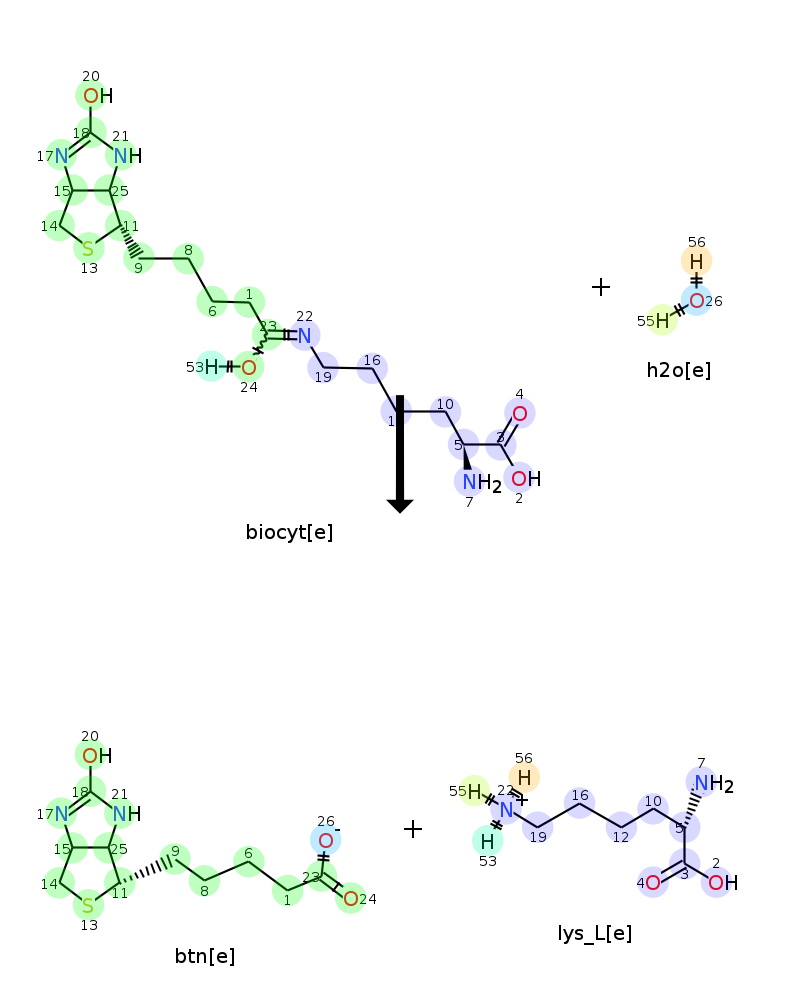 20
OH
18
21
17 N
NH
15
25
14
11
S
13
9
8
6
1
23
22
N
53 H
O
24
19
16
1
10
5
3
4
O
OH
2
NH2
7
biocyt[e]
+
56
H
O 26
55 H
h2o[e]
20
OH
18
21
17 N
NH
15
25
14
11
S
13
9
8
6
1
23
26
O-
O 24
btn[e]
+
56
H
55 H
22
N+
H
53
19
16
12
10
5
7
NH2
3
4 O
2
OH
lys_L[e]